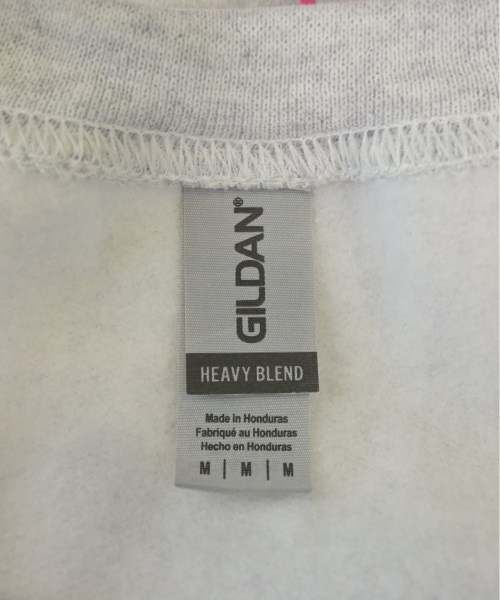 GILDAN®
HEAVY BLEND
Made in Honduras
Fabriqué au Honduras
Hecho en Honduras
M | M | M